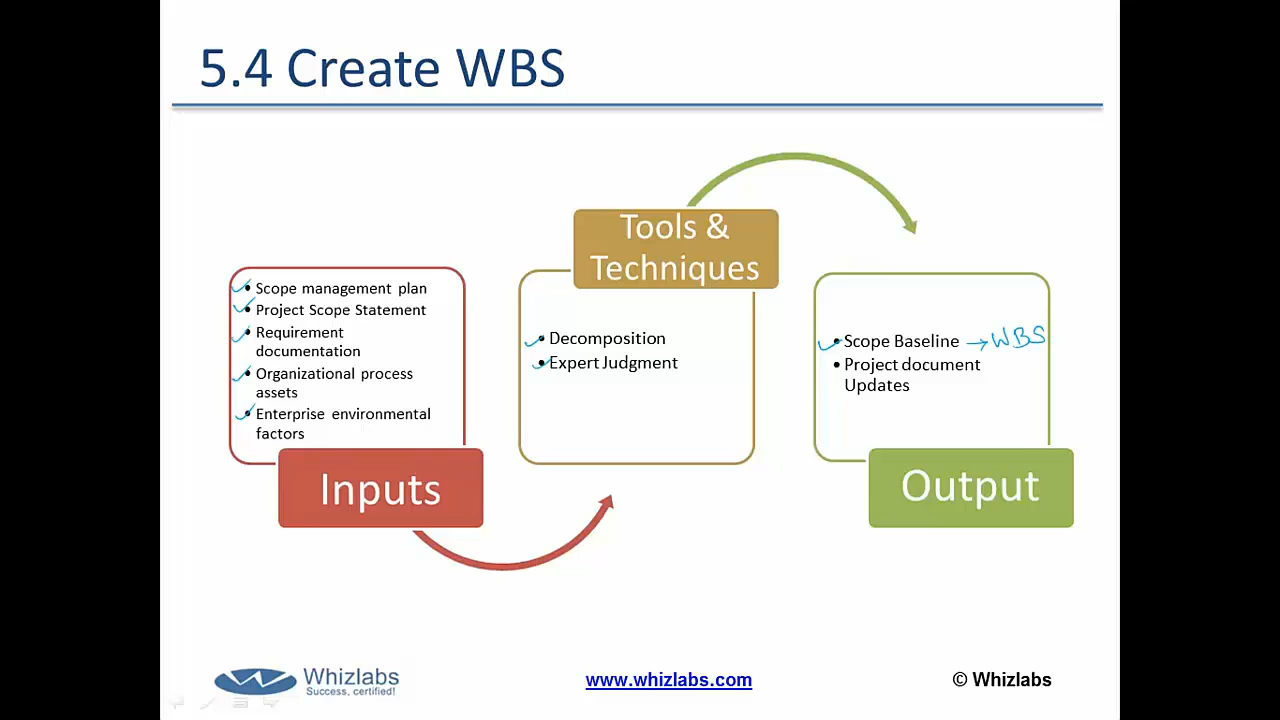 5.4 Create WBS
Tools &
Techniques
• Scope management plan
• Project Scope Statement
• Requirement
documentation
• Organizational process
assets
• Enterprise environmental
factors
Inputs
• Decomposition
• Expert Judgment
• Scope Baseline → WBS
• Project document
Updates
Output
Whizlabs
Success, certified!
www.whizlabs.com
© Whizlabs